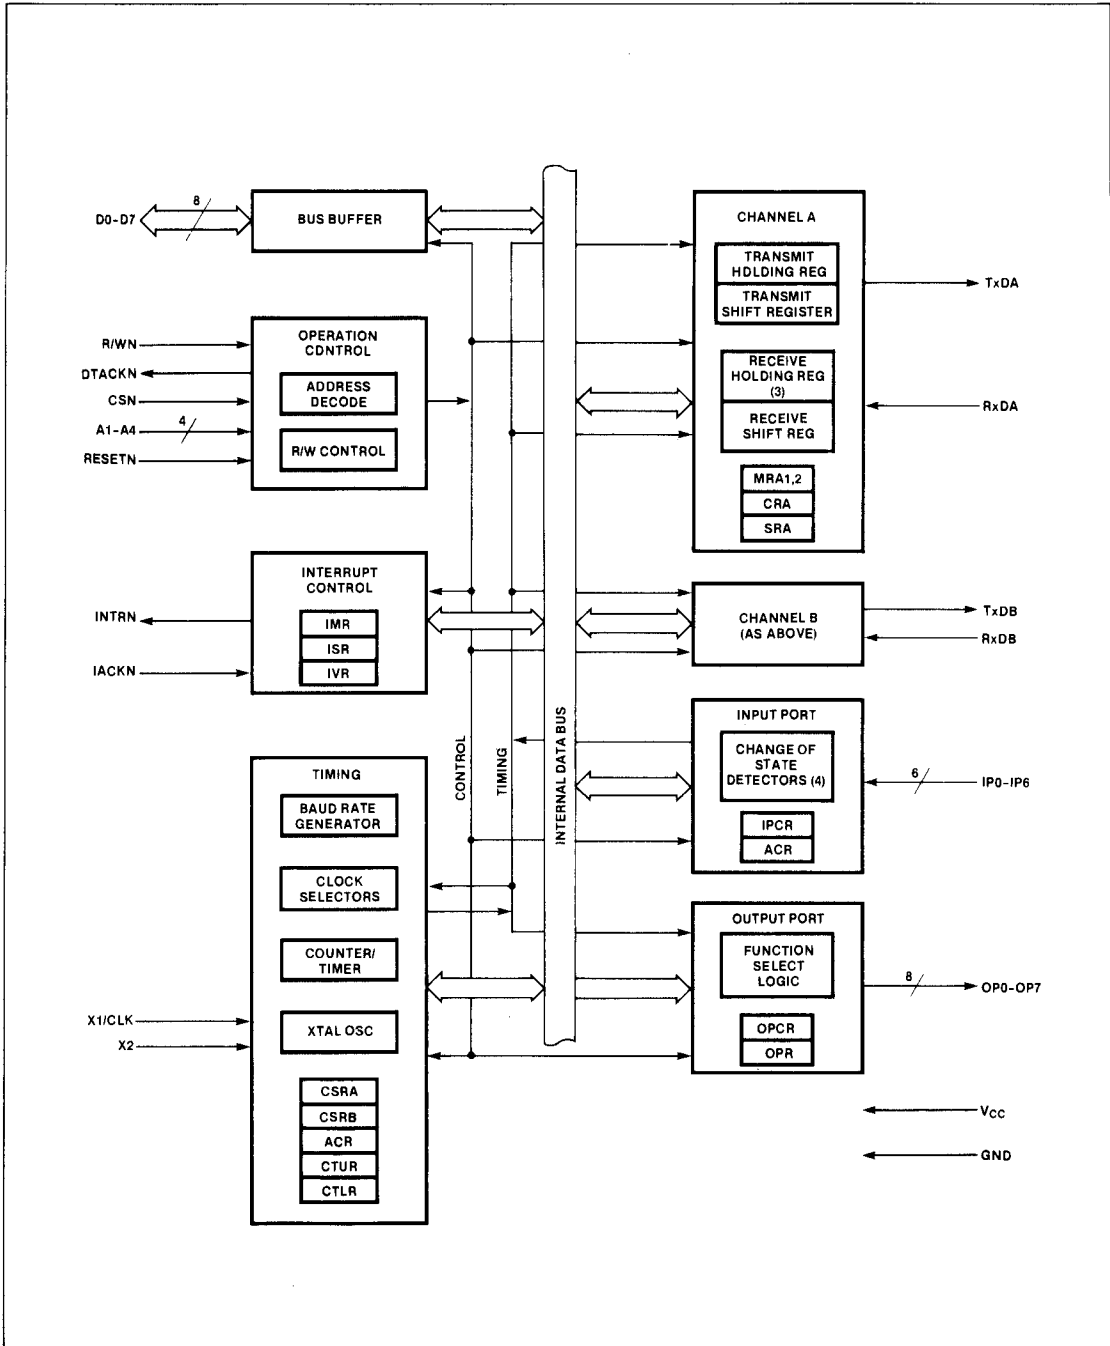 D0-D7
8
BUS BUFFER
R/WN
DTACKN
CSN
A1-A4
4
RESETN
OPERATION
CDNTROL
ADDRESS
DECODE
R/W CONTROL
INTRN
IACKN
INTERRUPT
CONTROL
IMR
ISR
IVR
TIMING
BAUD RATE
GENERATOR
CLOCK
SELECTORS
COUNTER/
TIMER
XTAL OSC
X1/CLK
X2
CSRA
CSRB
ACR
CTUR
CTLR
CONTROL
TIMING
INTERNAL DATA BUS
CHANNEL A
TRANSMIT
HDLDING REG
TRANSMIT
SHIFT REGISTER
RECEIVE
HOLDING REG
(3)
RECEIVE
SHIFT REG
MRA1,2
CRA
SRA
TxDA
RxDA
CHANNEL B
(AS ABOVE)
TxDB
RxDB
INPUT PORT
CHANGE OF
STATE
DETECTORS (4)
IPCR
ACR
6
IP0-IP6
OUTPUT PORT
FUNCTION
SELECT
LOGIC
OPCR
OPR
8
OP0-OP7
VCC
GND